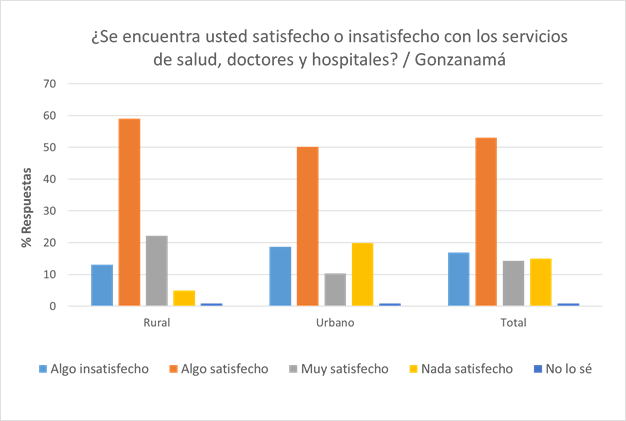 ¿Se encuentra usted satisfecho o insatisfecho con los servicios
de salud, doctores y hospitales? / Gonzanamá
% Respuestas
70
60
50
40
30
20
10
0
Rural Urbano Total
Algo insatisfecho Algo satisfecho Muy satisfecho Nada satisfecho No lo sé